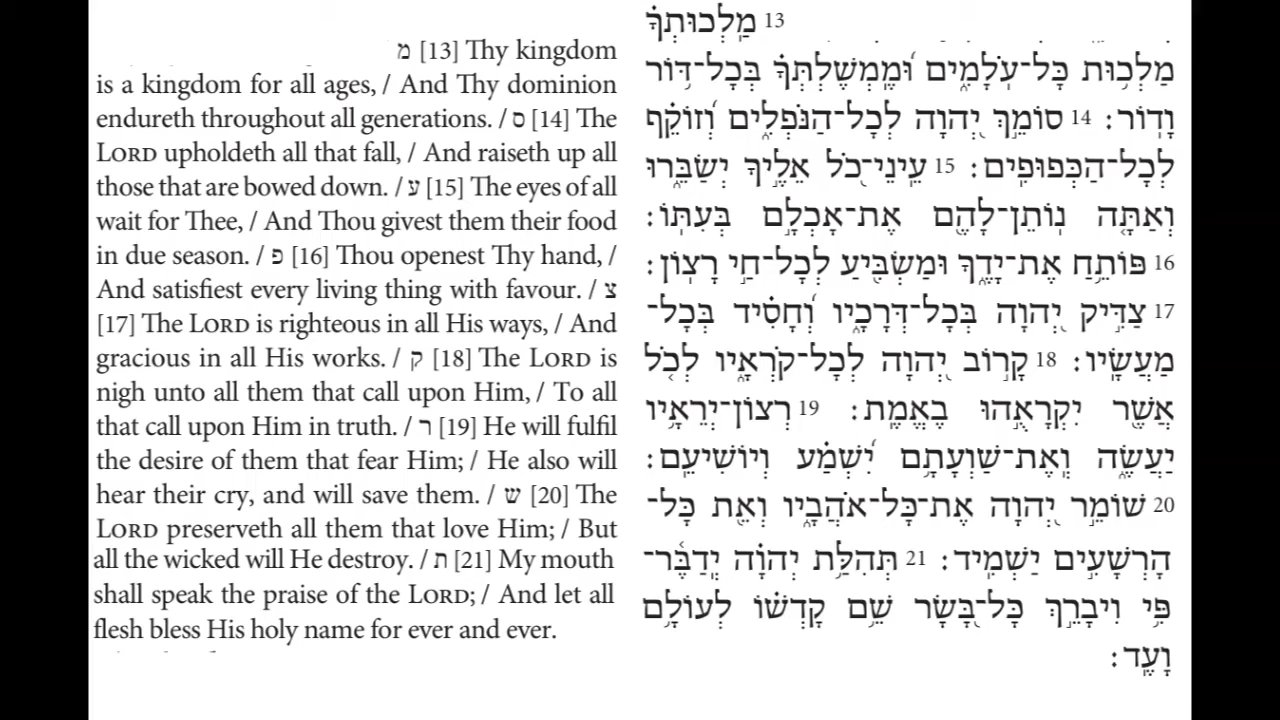 מ [13] Thy kingdom
is a kingdom for all ages, / And Thy dominion
endureth throughout all generations. / ס [14] The
LORD upholdeth all that fall, / And raiseth up all
those that are bowed down. / ע [15] The eyes of all
wait for Thee, / And Thou givest them their food
in due season. / פ [16] Thou openest Thy hand, /
And satisfiest every living thing with favour. / צ
[17] The LORD is righteous in all His ways, / And
gracious in all His works. / ק [18] The LORD is
nigh unto all them that call upon Him, / To all
that call upon Him in truth. / ר [19] He will fulfil
the desire of them that fear Him; / He also will
hear their cry, and will save them. / ש [20] The
LORD preserveth all them that love Him; / But
all the wicked will He destroy. / ת [21] My mouth
shall speak the praise of the LORD; / And let all
flesh bless His holy name for ever and ever.
13 מַֽלְכוּתְךָ֗
מַלְכ֥וּת כָּל־עֹֽלָמִ֑ים וּ֝מֶֽמְשֶׁלְתְּךָ֗ בְּכָל־דּ֥וֹר
וָדֽוֹר׃ 14 סוֹמֵ֣ךְ יְ֭הוָה לְכָל־הַנֹּפְלִ֑ים וְ֝זוֹקֵ֗ף
לְכָל־הַכְּפוּפִֽים׃ 15 עֵֽינֵי־כֹ֭ל אֵלֶ֣יךָ יְשַׂבֵּ֑רוּ
וְאַתָּ֤ה נֽוֹתֵן־לָהֶ֖ם אֶת־אָכְלָ֣ם בְּעִתּֽוֹ׃
16 פּוֹתֵ֥חַ אֶת־יָדֶ֑ךָ וּמַשְׂבִּ֖יעַ לְכָל־חַ֣י רָצֽוֹן׃
17 צַדִּ֣יק יְ֭הוָה בְּכָל־דְּרָכָ֑יו וְ֝חָסִ֗יד בְּכָל־
מַעֲשָֽׂיו׃ 18 קָר֣וֹב יְ֭הוָה לְכָל־קֹרְאָ֑יו לְכֹ֤ל
אֲשֶׁ֖ר יִקְרָאֻ֣הוּ בֶאֱמֶֽת׃ 19 רְצוֹן־יְרֵאָ֥יו
יַעֲשֶׂ֑ה וְֽאֶת־שַׁוְעָתָ֥ם יִ֝שְׁמַ֗ע וְיוֹשִׁיעֵֽם׃
20 שׁוֹמֵ֣ר יְ֭הוָה אֶת־כָּל־אֹהֲבָ֑יו וְאֵ֖ת כָּל־
הָרְשָׁעִ֣ים יַשְׁמִֽיד׃ 21 תְּהִלַּ֥ת יְהוָ֗ה יְֽדַבֶּ֫ר־
פִּ֥י וִיבָרֵ֣ךְ כָּל־בָּ֭שָׂר שֵׁ֥ם קָדְשׁ֗וֹ לְעוֹלָ֥ם
וָעֶֽד׃